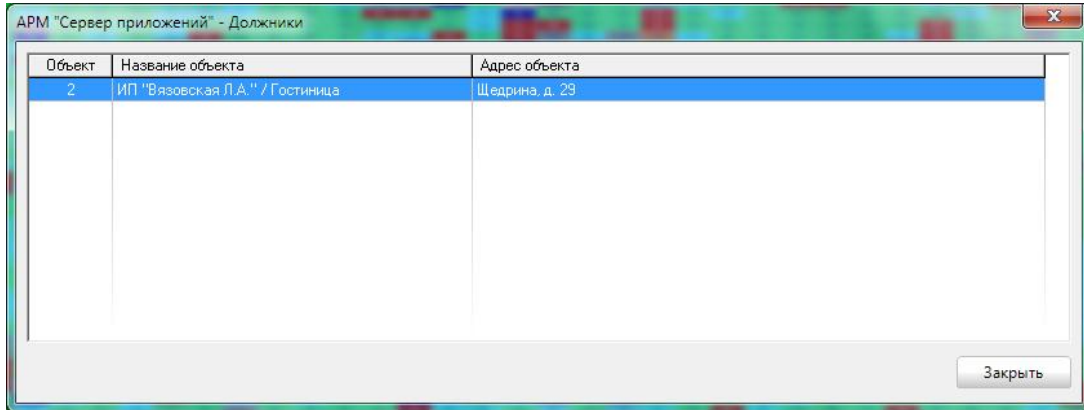 АРМ "Сервер приложений" - Должники
Объект Название объекта Адрес объекта
2 ИП "Вязовская Л.А." / Гостиница Щедрина, д. 29
Закрыть